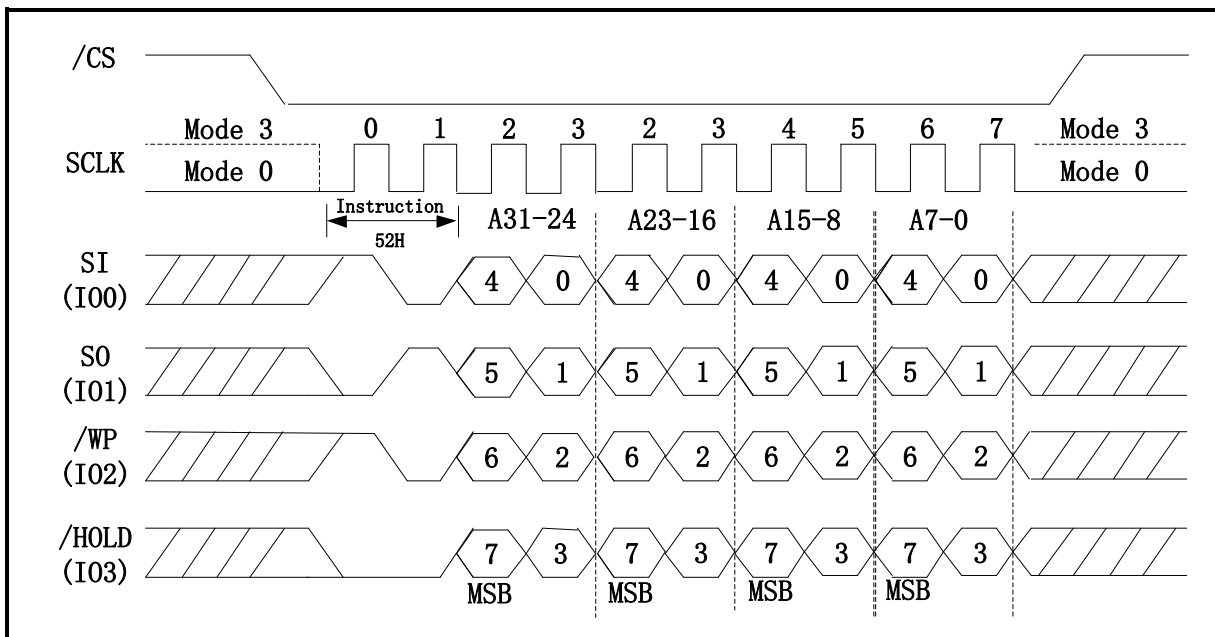 /CS
Mode 3 0 1 2 3 2 3 4 5 6 7 Mode 3
SCLK
Mode 0 Mode 0
Instruction
52H
A31-24 A23-16 A15-8 A7-0
SI
(IO0)
4 0 4 0 4 0 4 0
SO
(IO1)
5 1 5 1 5 1 5 1
/WP
(IO2)
6 2 6 2 6 2 6 2
/HOLD
(IO3)
7 3 7 3 7 3 7 3
MSB MSB MSB MSB